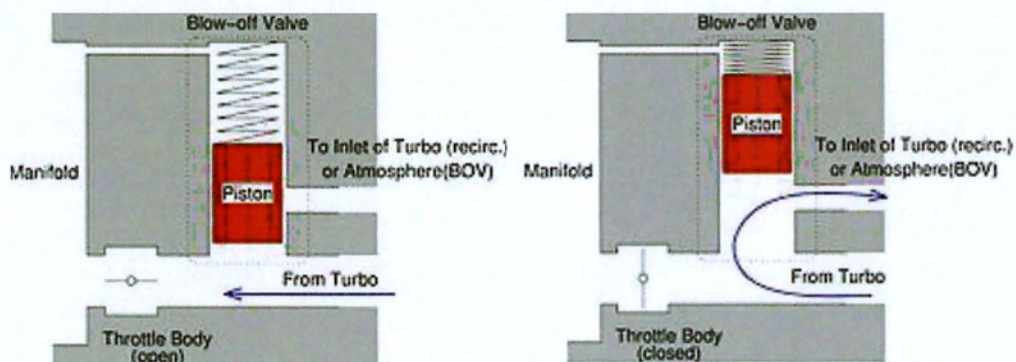 Blow-off Valve
Piston
To Inlet of Turbo (recirc.)
or Atmosphere(BOV)
Manifold
From Turbo
Throttle Body
(open)
Blow-off Valve
Piston
To Inlet of Turbo (recirc.)
or Atmosphere(BOV)
Manifold
From Turbo
Throttle Body
(closed)